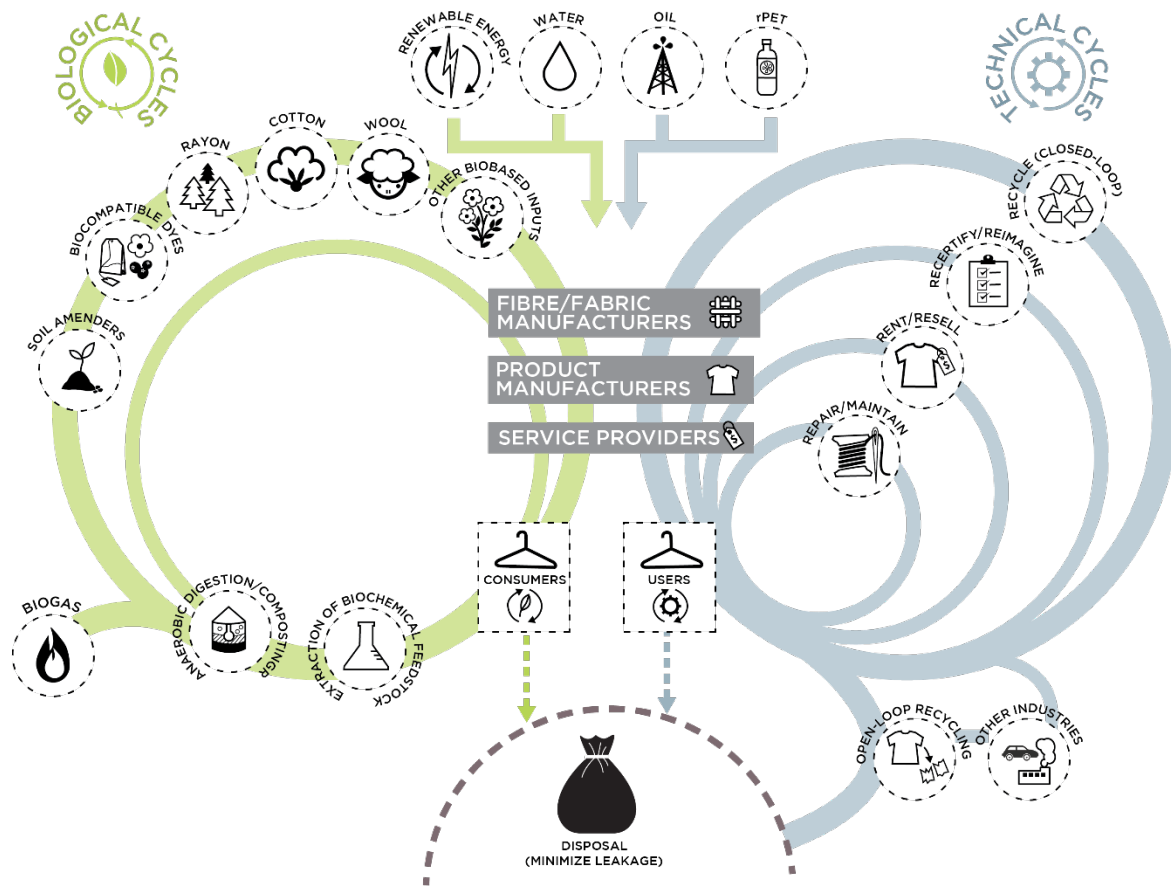 BIOLOGICAL CYCLES
RENEWABLE ENERGY
WATER
OIL
rPET
TECHNICAL CYCLES
COTTON
WOOL
RAYON
OTHER BIOBASED INPUTS
BIOCOMPATIBLE DYES
SOIL AMENDERS
RECYCLE (CLOSED-LOOP)
RECERTIFY/REIMAGINE
RENT/RESELL
REPAIR/MAINTAIN
FIBRE/FABRIC
MANUFACTURERS
PRODUCT
MANUFACTURERS
SERVICE PROVIDERS
$
$
CONSUMERS
USERS
BIOGAS
ANAEROBIC DIGESTION/COMPOSTINGR
EXTRACTION OF BIOCHEMICAL FEEDSTOCK
OPEN-LOOP RECYCLING
OTHER INDUSTRIES
DISPOSAL
(MINIMIZE LEAKAGE)